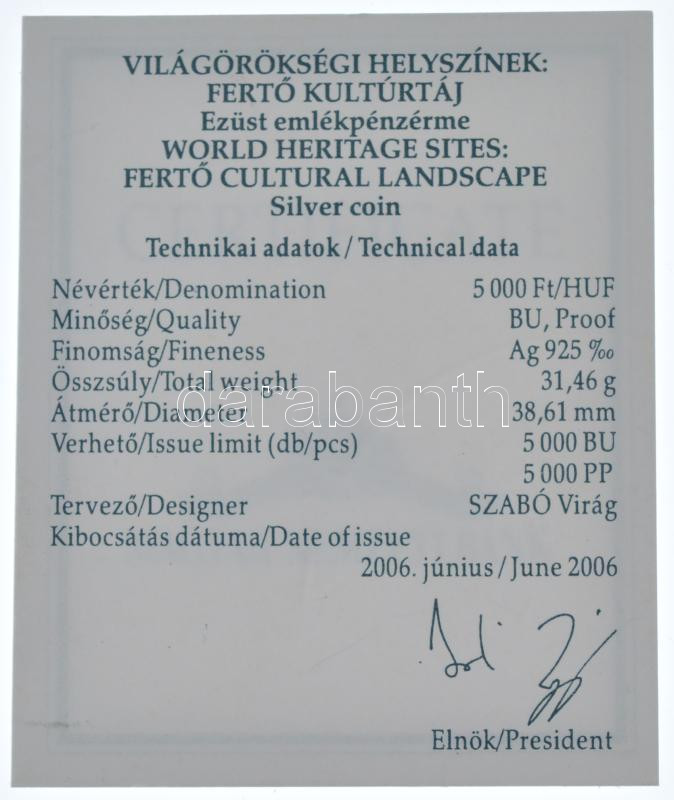 VILÁGÖRÖKSÉGI HELYSZÍNEK:
FERTŐ KULTÚRTÁJ
Ezüst emlékpénzérme
WORLD HERITAGE SITES:
FERTŐ CULTURAL LANDSCAPE
Silver coin
Technikai adatok / Technical data
Névérték/Denomination 5 000 Ft/HUF
Minőség/Quality BU, Proof
Finomság/Fineness Ag 925 ‰
Összsúly/Total weight 31,46 g
darabanth
Átmérő/Diameter 38,61 mm
Verhető/Issue limit (db/pcs) 5 000 BU
5 000 PP
Tervező/Designer SZABÓ Virág
Kibocsátás dátuma/Date of issue
2006. június / June 2006
Elnök/President